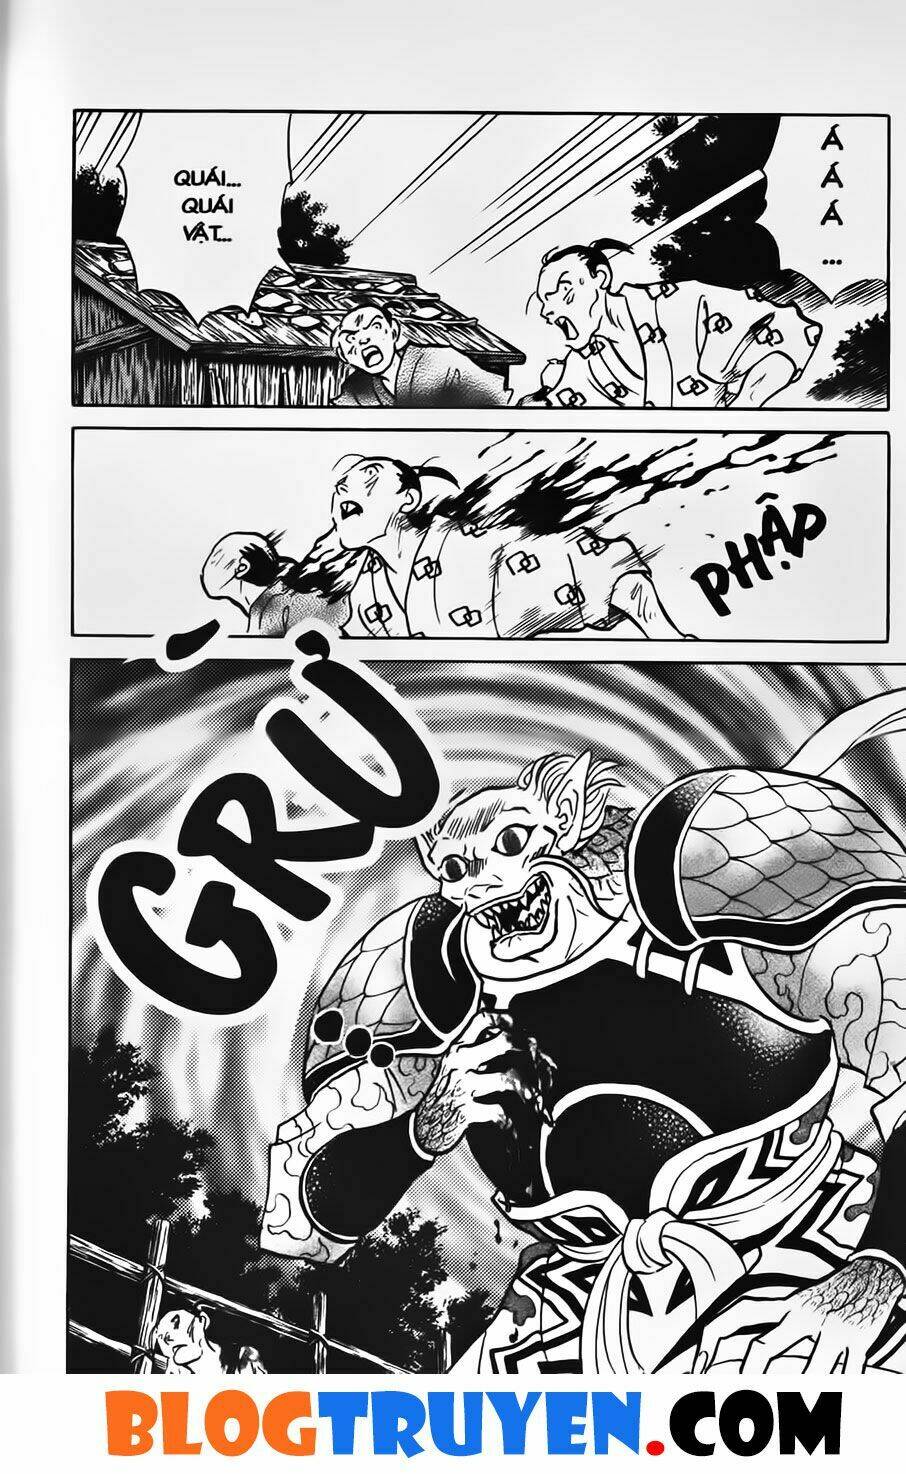 QUÁI...
QUÁI
VẬT...
Á
Á
Á
...
PHẬP
GRỪ...
BLOGTRUYEN.COM